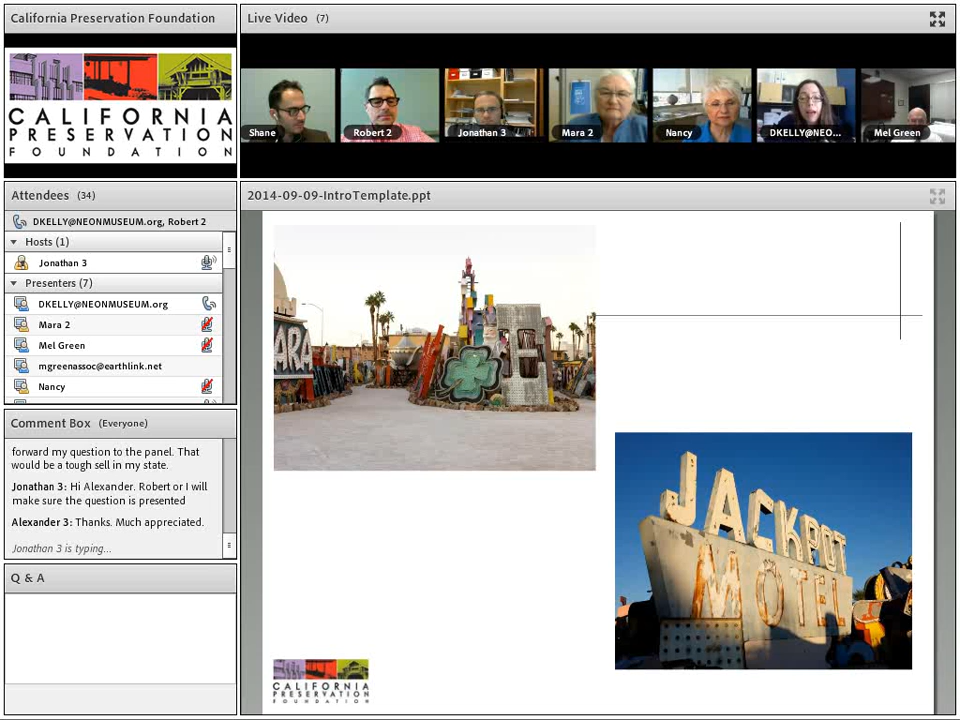 California Preservation Foundation
CALIFORNIA
PRESERVATION
FOUNDATION
Live Video (7)
Shane
Robert 2
Jonathan 3
Mara 2
Nancy
DKELLY@NEO...
Mel Green
Attendees (34)
DKELLY@NEONMUSEUM.org, Robert 2
Hosts (1)
Jonathan 3
Presenters (7)
DKELLY@NEONMUSEUM.org
Mara 2
Mel Green
mgreenassoc@earthlink.net
Nancy
Comment Box (Everyone)
forward my question to the panel. That
would be a tough sell in my state.
Jonathan 3: Hi Alexander. Robert or I will
make sure the question is presented
Alexander 3: Thanks. Much appreciated.
Jonathan 3 is typing...
Q & A
2014-09-09-IntroTemplate.ppt
ARA
JACKPOT
MOTEL
CALIFORNIA
PRESERVATION
FOUNDATION